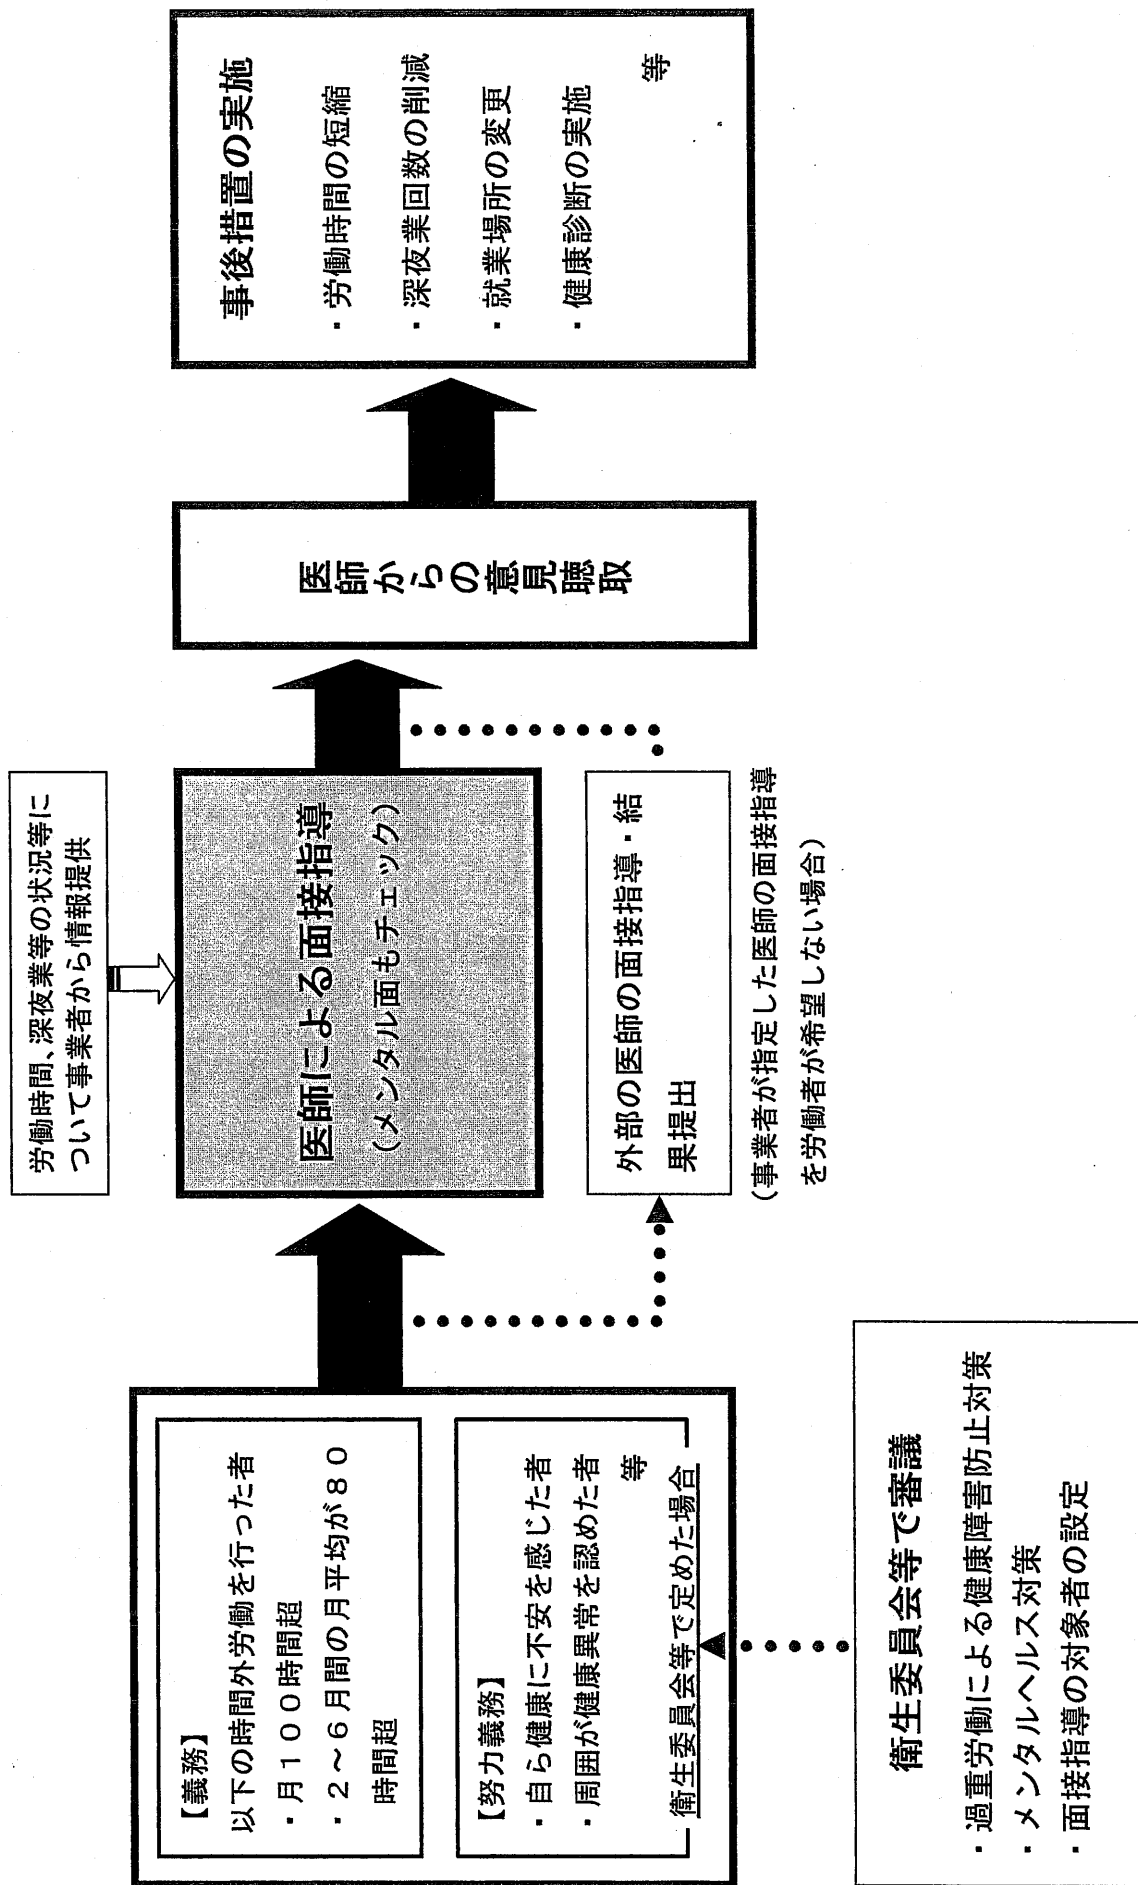 【義務】
以下の時間外労働を行った者
・月１００時間超
・２～６月間の月平均が８０
時間超
【努力義務】
・自ら健康に不安を感じた者
・周囲が健康異常を認めた者
等
衛生委員会等で定めた場合
衛生委員会等で審議
・過重労働による健康障害防止対策
・メンタルヘルス対策
・面接指導の対象者の設定
労働時間、深夜業等の状況等に
ついて事業者から情報提供
医師による面接指導
（メンタル面もチェック）
外部の医師の面接指導・結
果提出
（事業者が指定した医師の面接指導
を労働者が希望しない場合）
医師からの意見聴取
事後措置の実施
・労働時間の短縮
・深夜業回数の削減
・就業場所の変更
・健康診断の実施
等